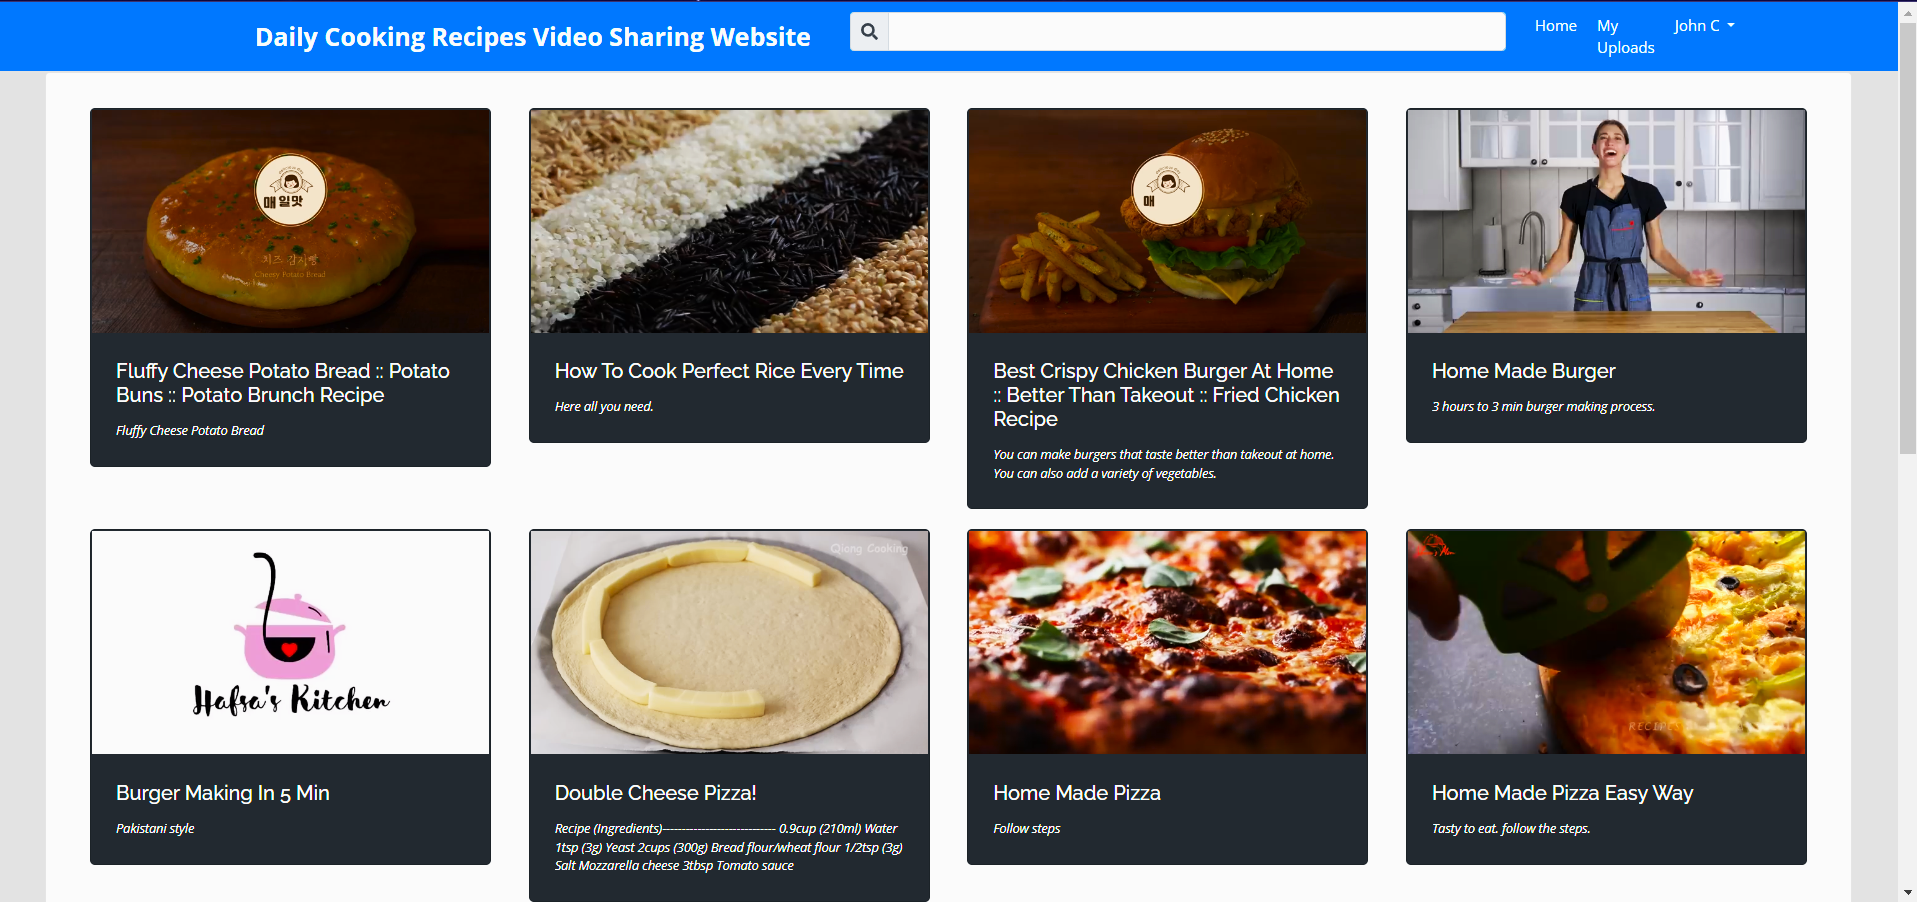 Daily Cooking Recipes Video Sharing Website
Home
My
Uploads
John C
매일맛
치즈 감자빵
Cheesy Potato Bread
Fluffy Cheese Potato Bread :: Potato
Buns :: Potato Brunch Recipe
Fluffy Cheese Potato Bread
How To Cook Perfect Rice Every Time
Here all you need.
매
Best Crispy Chicken Burger At Home
:: Better Than Takeout :: Fried Chicken
Recipe
You can make burgers that taste better than takeout at home.
You can also add a variety of vegetables.
Home Made Burger
3 hours to 3 min burger making process.
Hafsa's Kitchen
Burger Making In 5 Min
Pakistani style
Qiong Cooking
Double Cheese Pizza!
Recipe (Ingredients)---------------------------- 0.9cup (210ml) Water
1tsp (3g) Yeast 2cups (300g) Bread flour/wheat flour 1/2tsp (3g)
Salt Mozzarella cheese 3tbsp Tomato sauce
Home Made Pizza
Follow steps
RECIPES
Home Made Pizza Easy Way
Tasty to eat. follow the steps.